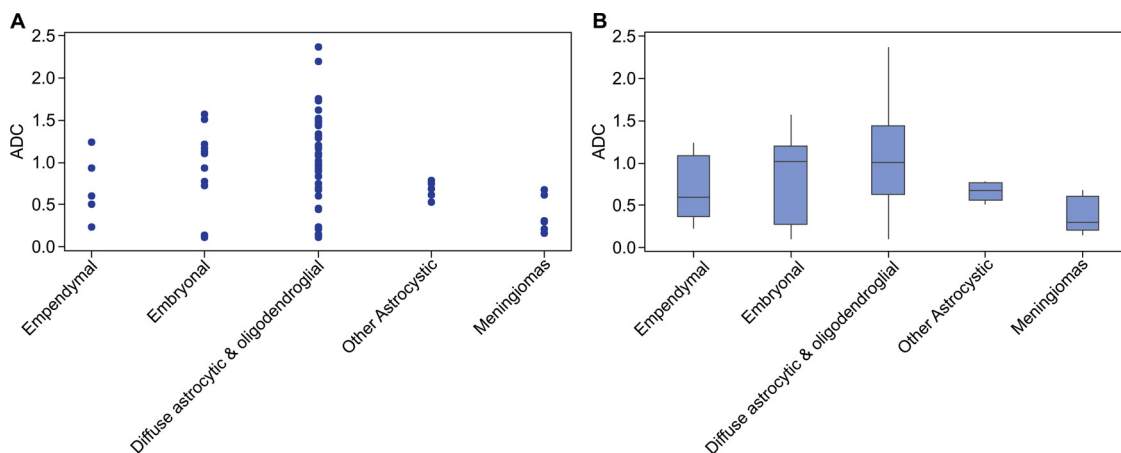 A
2.5
2.0
1.5
1.0
0.5
0.0
ADC
Empendymal
Embryonal
Diffuse astrocytic & oligodendroglial
Other Astrocystic
Meningiomas
B
2.5
2.0
1.5
1.0
0.5
0.0
ADC
Ependymal
Embryonal
Diffuse astrocytic & oligodendroglial
Other Astrocystic
Meningiomas